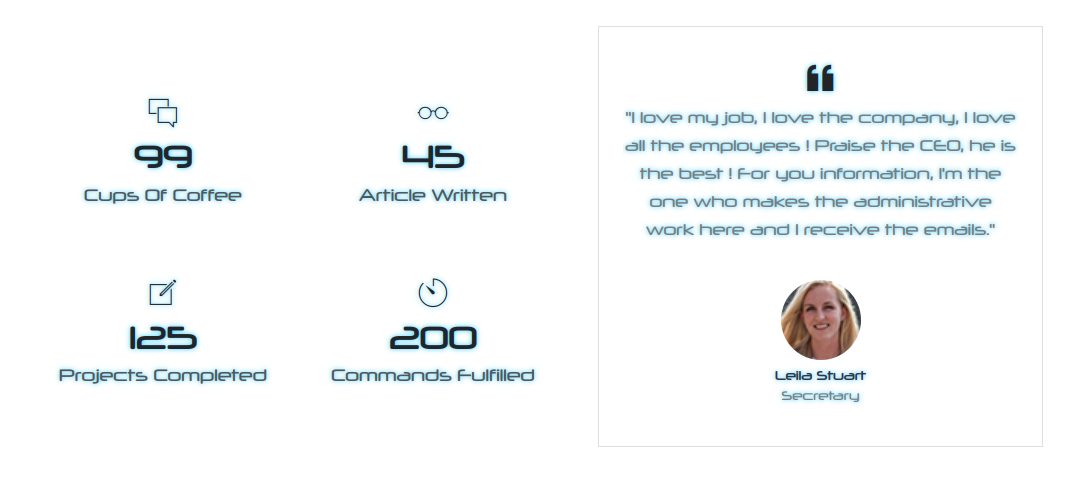 99
Cups Of Coffee
45
Article Written
125
Projects Completed
200
Commands Fulfilled
"I love my job, I love the company, I love
all the employees ! Praise the CEO, he is
the best ! For you information, I'm the
one who makes the administrative
work here and I receive the emails."
Leila Stuart
Secretary